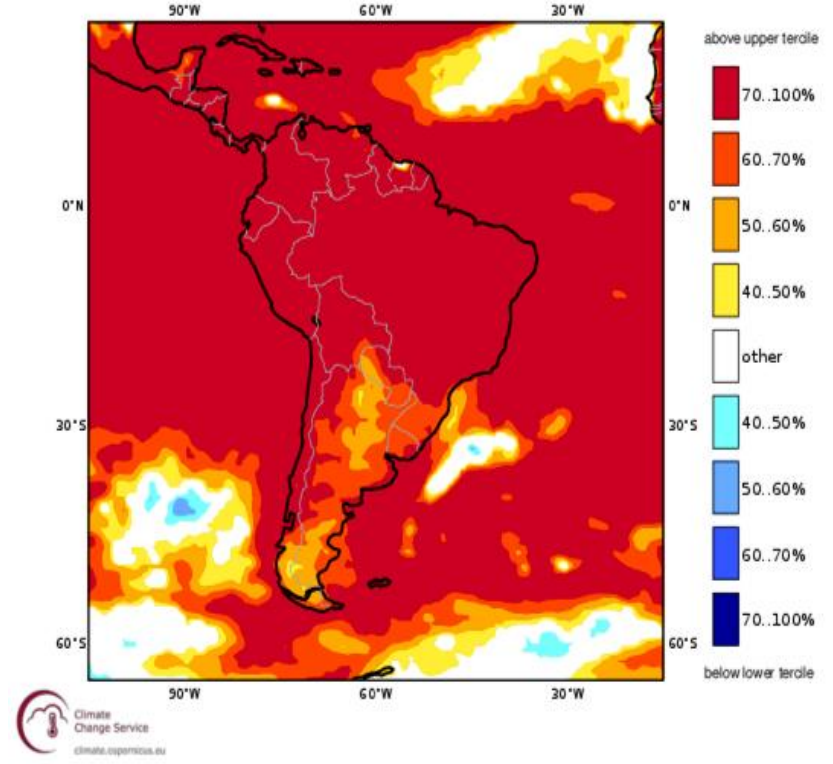 90°W 60°W 30°W
above upper tercile
70..100%
60..70%
50..60%
40..50%
other
40..50%
50..60%
60..70%
70..100%
below lower tercile
0°N 0°N
30°S 30°S
60°S 60°S
90°W 60°W 30°W
Climate
Change Service
climate.copernicus.eu